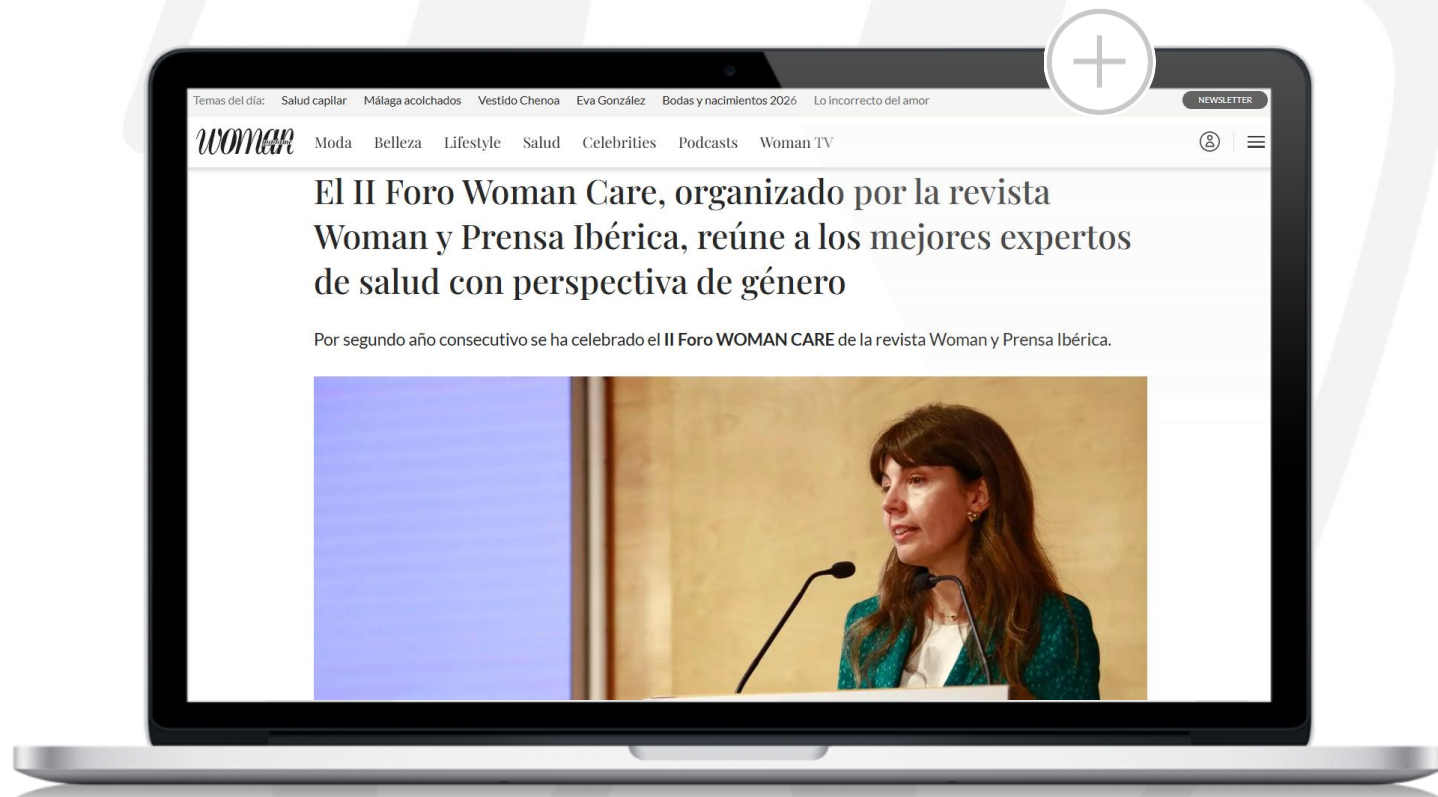 Temas del día: Salud capilar Málaga acolchados Vestido Chenoa Eva González Bodas y nacimientos 2026 Lo incorrecto del amor NEWSLETTER
woman madame Moda Belleza Lifestyle Salud Celebrities Podcasts Woman TV
El II Foro Woman Care, organizado por la revista
Woman y Prensa Ibérica, reúne a los mejores expertos
de salud con perspectiva de género
Por segundo año consecutivo se ha celebrado el II Foro WOMAN CARE de la revista Woman y Prensa Ibérica.